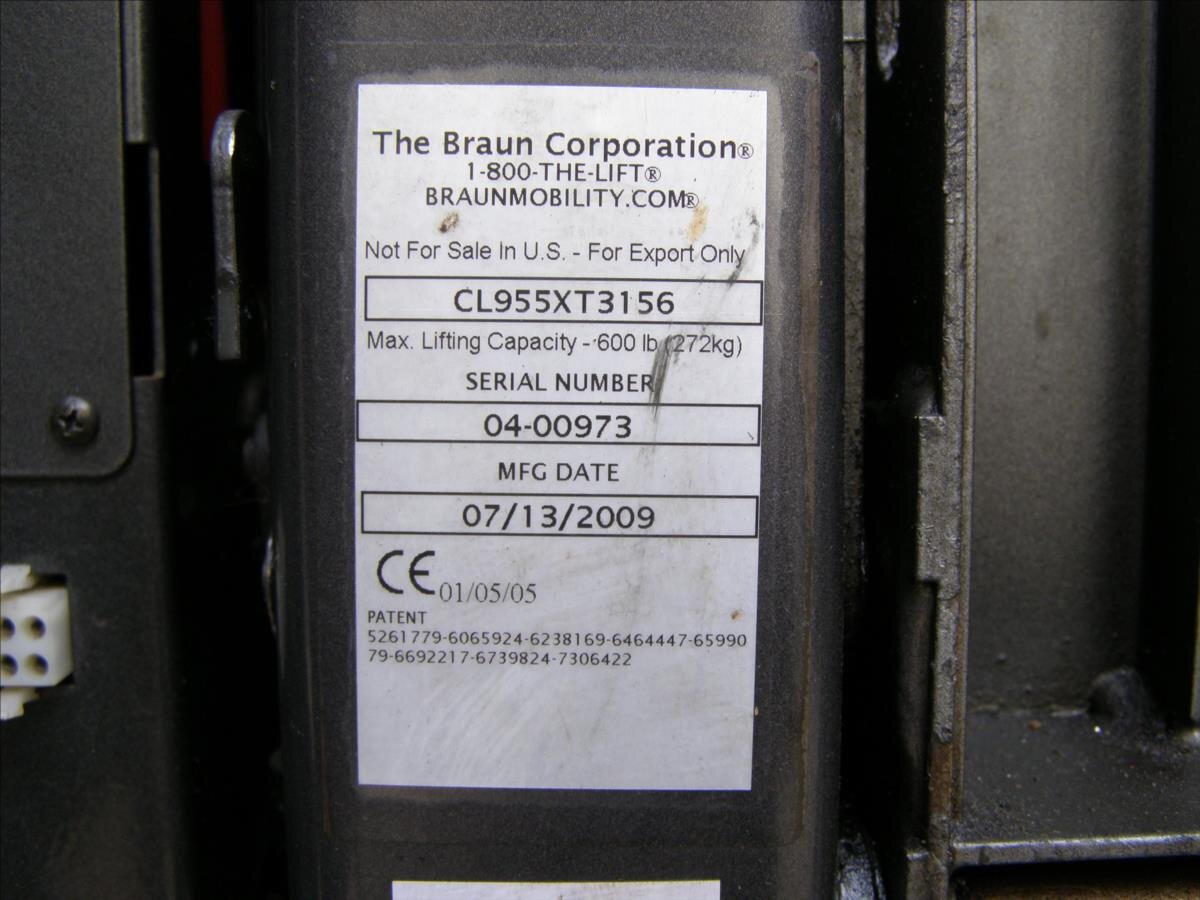 The Braun Corporation®
1-800-THE-LIFT®
BRAUNMOBILITY.COM®
Not For Sale In U.S. - For Export Only
CL955XT3156
Max. Lifting Capacity - 600 lb (272kg)
SERIAL NUMBER
04-00973
MFG DATE
07/13/2009
CE 01/05/05
PATENT
5261779-6065924-6238169-6464447-65990
79-6692217-6739824-7306422